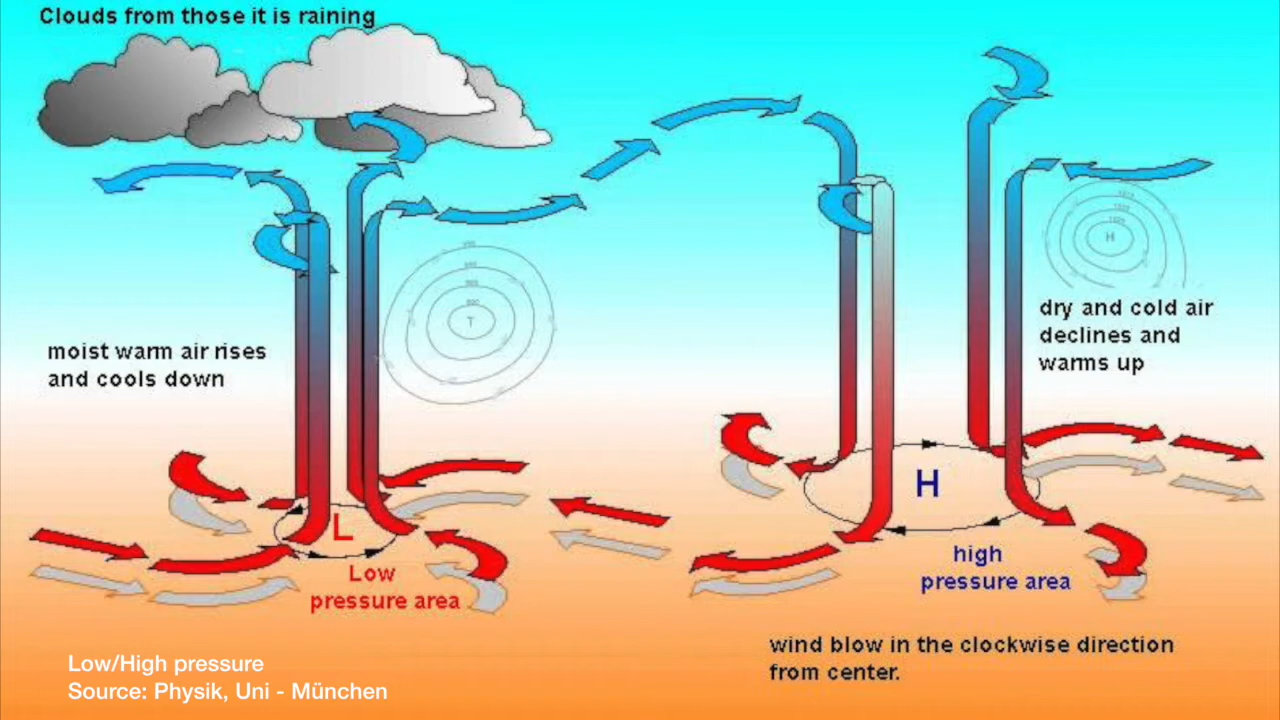 Clouds from those it is raining
moist warm air rises
and cools down
T
H
dry and cold air
declines and
warms up
L
Low
pressure area
H
high
pressure area
wind blow in the clockwise direction
from center.
Low/High pressure
Source: Physik, Uni - München